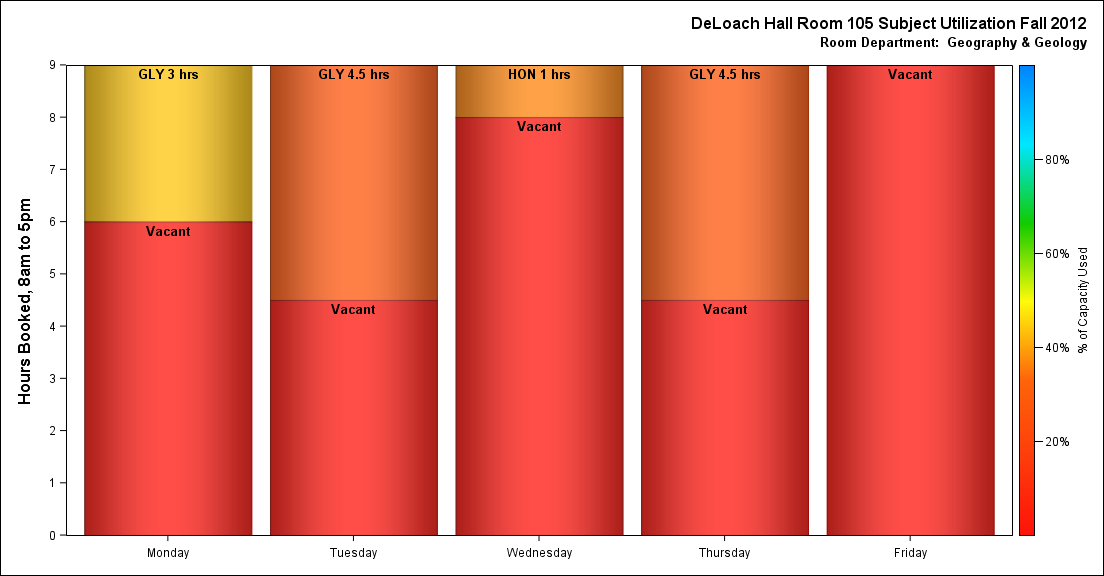 DeLoach Hall Room 105 Subject Utilization Fall 2012
Room Department:  Geography & Geology
Hours Booked, 8am to 5pm
9
8
7
6
5
4
3
2
1
0
GLY 3 hrs
Vacant
GLY 4.5 hrs
Vacant
HON 1 hrs
Vacant
GLY 4.5 hrs
Vacant
Vacant
Monday
Tuesday
Wednesday
Thursday
Friday
80%
60%
40%
20%
% of Capacity Used